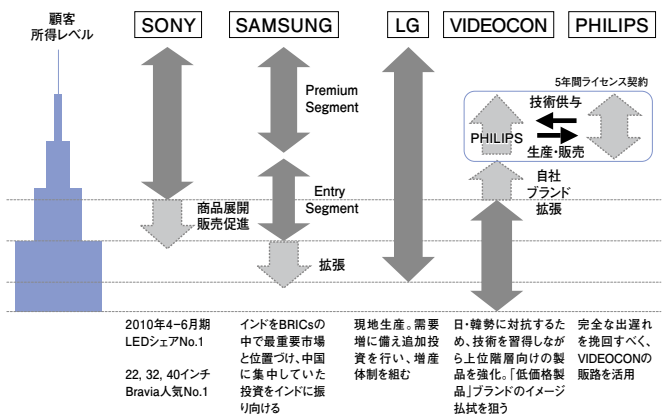 顧客
所得レベル
SONY
SAMSUNG
LG
VIDEOCON
PHILIPS
5年間ライセンス契約
Premium
Segment
PHILIPS
技術供与
生産・販売
Entry
Segment
自社
ブランド
拡張
商品展開
販売促進
拡張
2010年4−6月期
LEDシェアNo.1
22, 32, 40インチ
Bravia人気No.1
インドをBRICsの
中で最重要市場
と位置づけ、中国
に集中していた
投資をインドに振
り向ける
現地生産。需要
増に備え追加投
資を行い、増産
体制を組む
日・韓勢に対抗するた
め、技術を習得しなが
ら上位階層向けの製
品を強化。「低価格製
品」ブランドのイメージ
払拭を狙う
完全な出遅れ
を挽回すべく、
VIDEOCONの
販路を活用